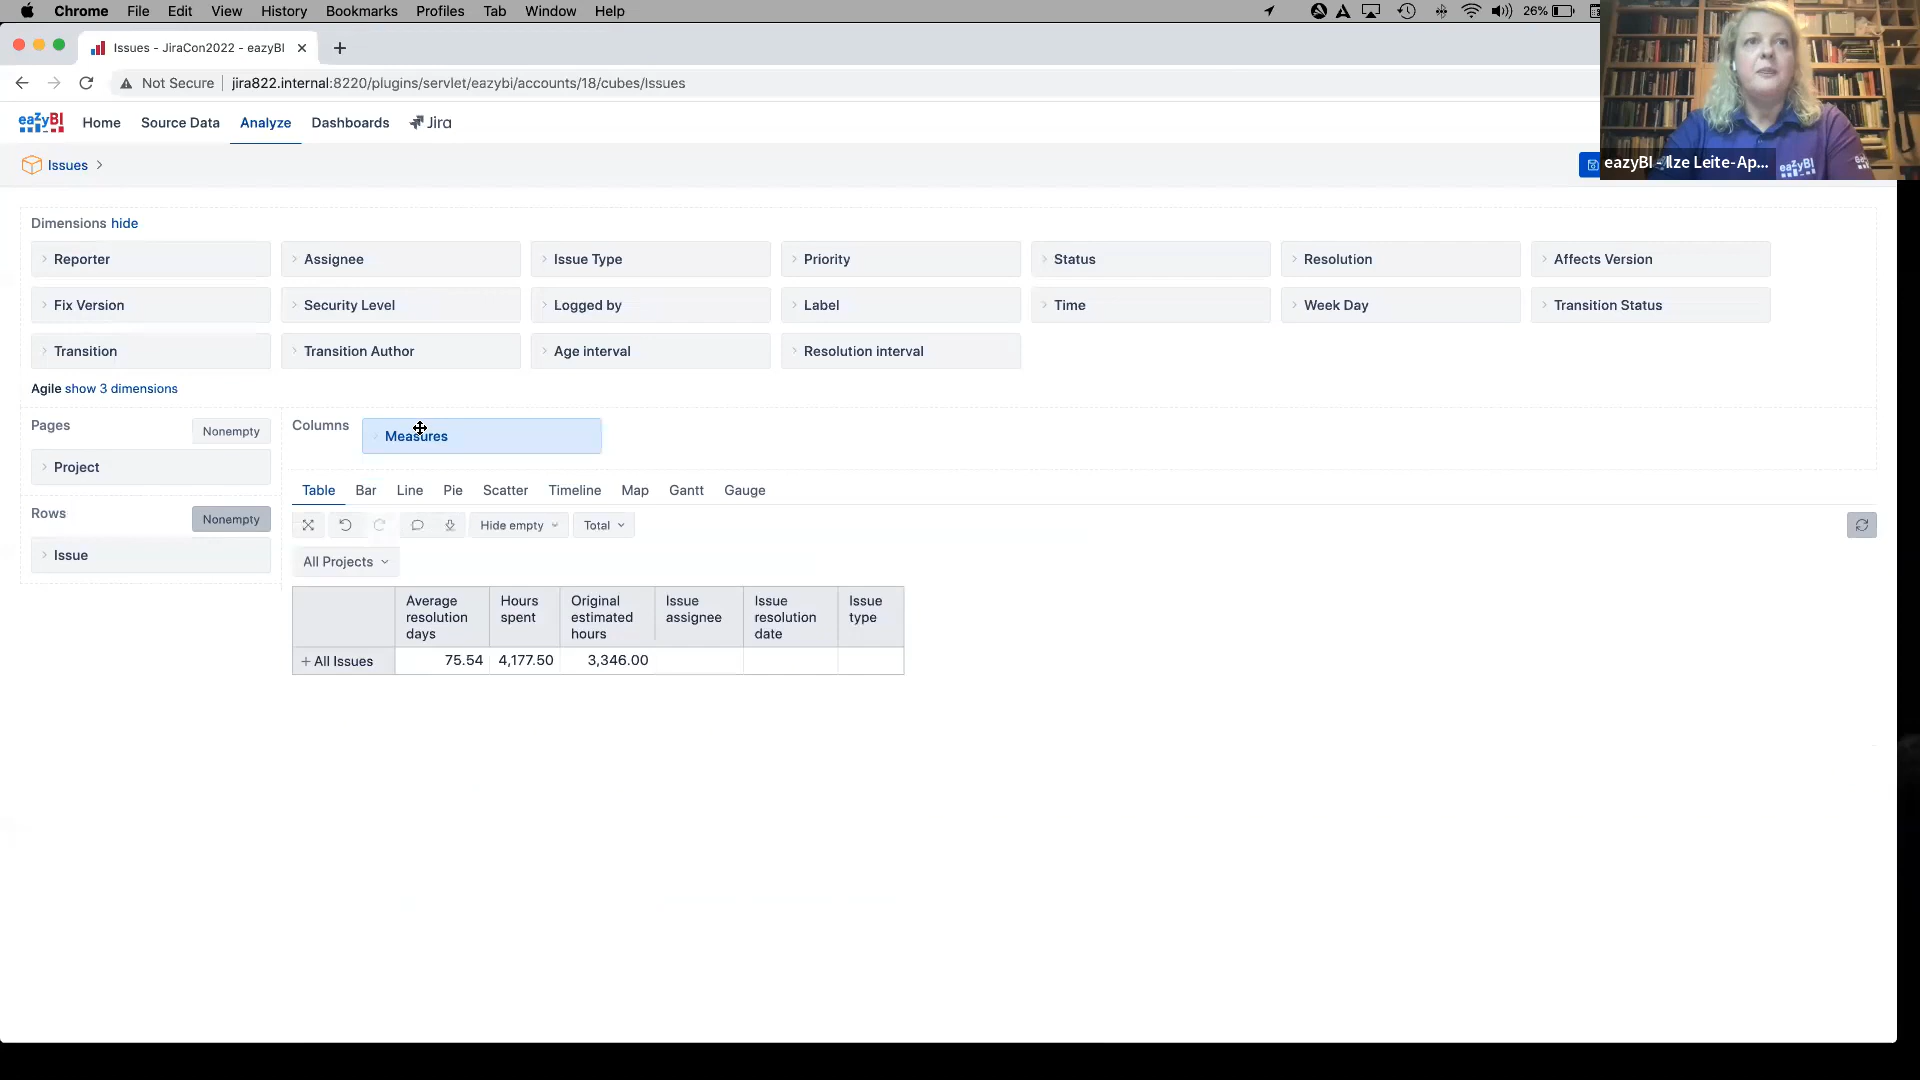 Chrome File Edit View History Bookmarks Profiles Tab Window Help 26%
Issues - JiraCon2022 - eazyBI
Not Secure jira822.internal:8220/plugins/servlet/eazybi/accounts/18/cubes/Issues
eazyBI Home Source Data Analyze Dashboards Jira
Issues
eazyBI - Ilze Leite-Ap...
eazyBI
Dimensions hide
Reporter Assignee Issue Type Priority Status Resolution Affects Version
Fix Version Security Level Logged by Label Time Week Day Transition Status
Transition Transition Author Age interval Resolution interval
Agile show 3 dimensions
Pages Nonempty
Columns Measures
Project
Table Bar Line Pie Scatter Timeline Map Gantt Gauge
Rows Nonempty
Hide empty Total
Issue
All Projects
Average resolution days Hours spent Original estimated hours Issue assignee Issue resolution date Issue type
+ All Issues 75.54 4,177.50 3,346.00